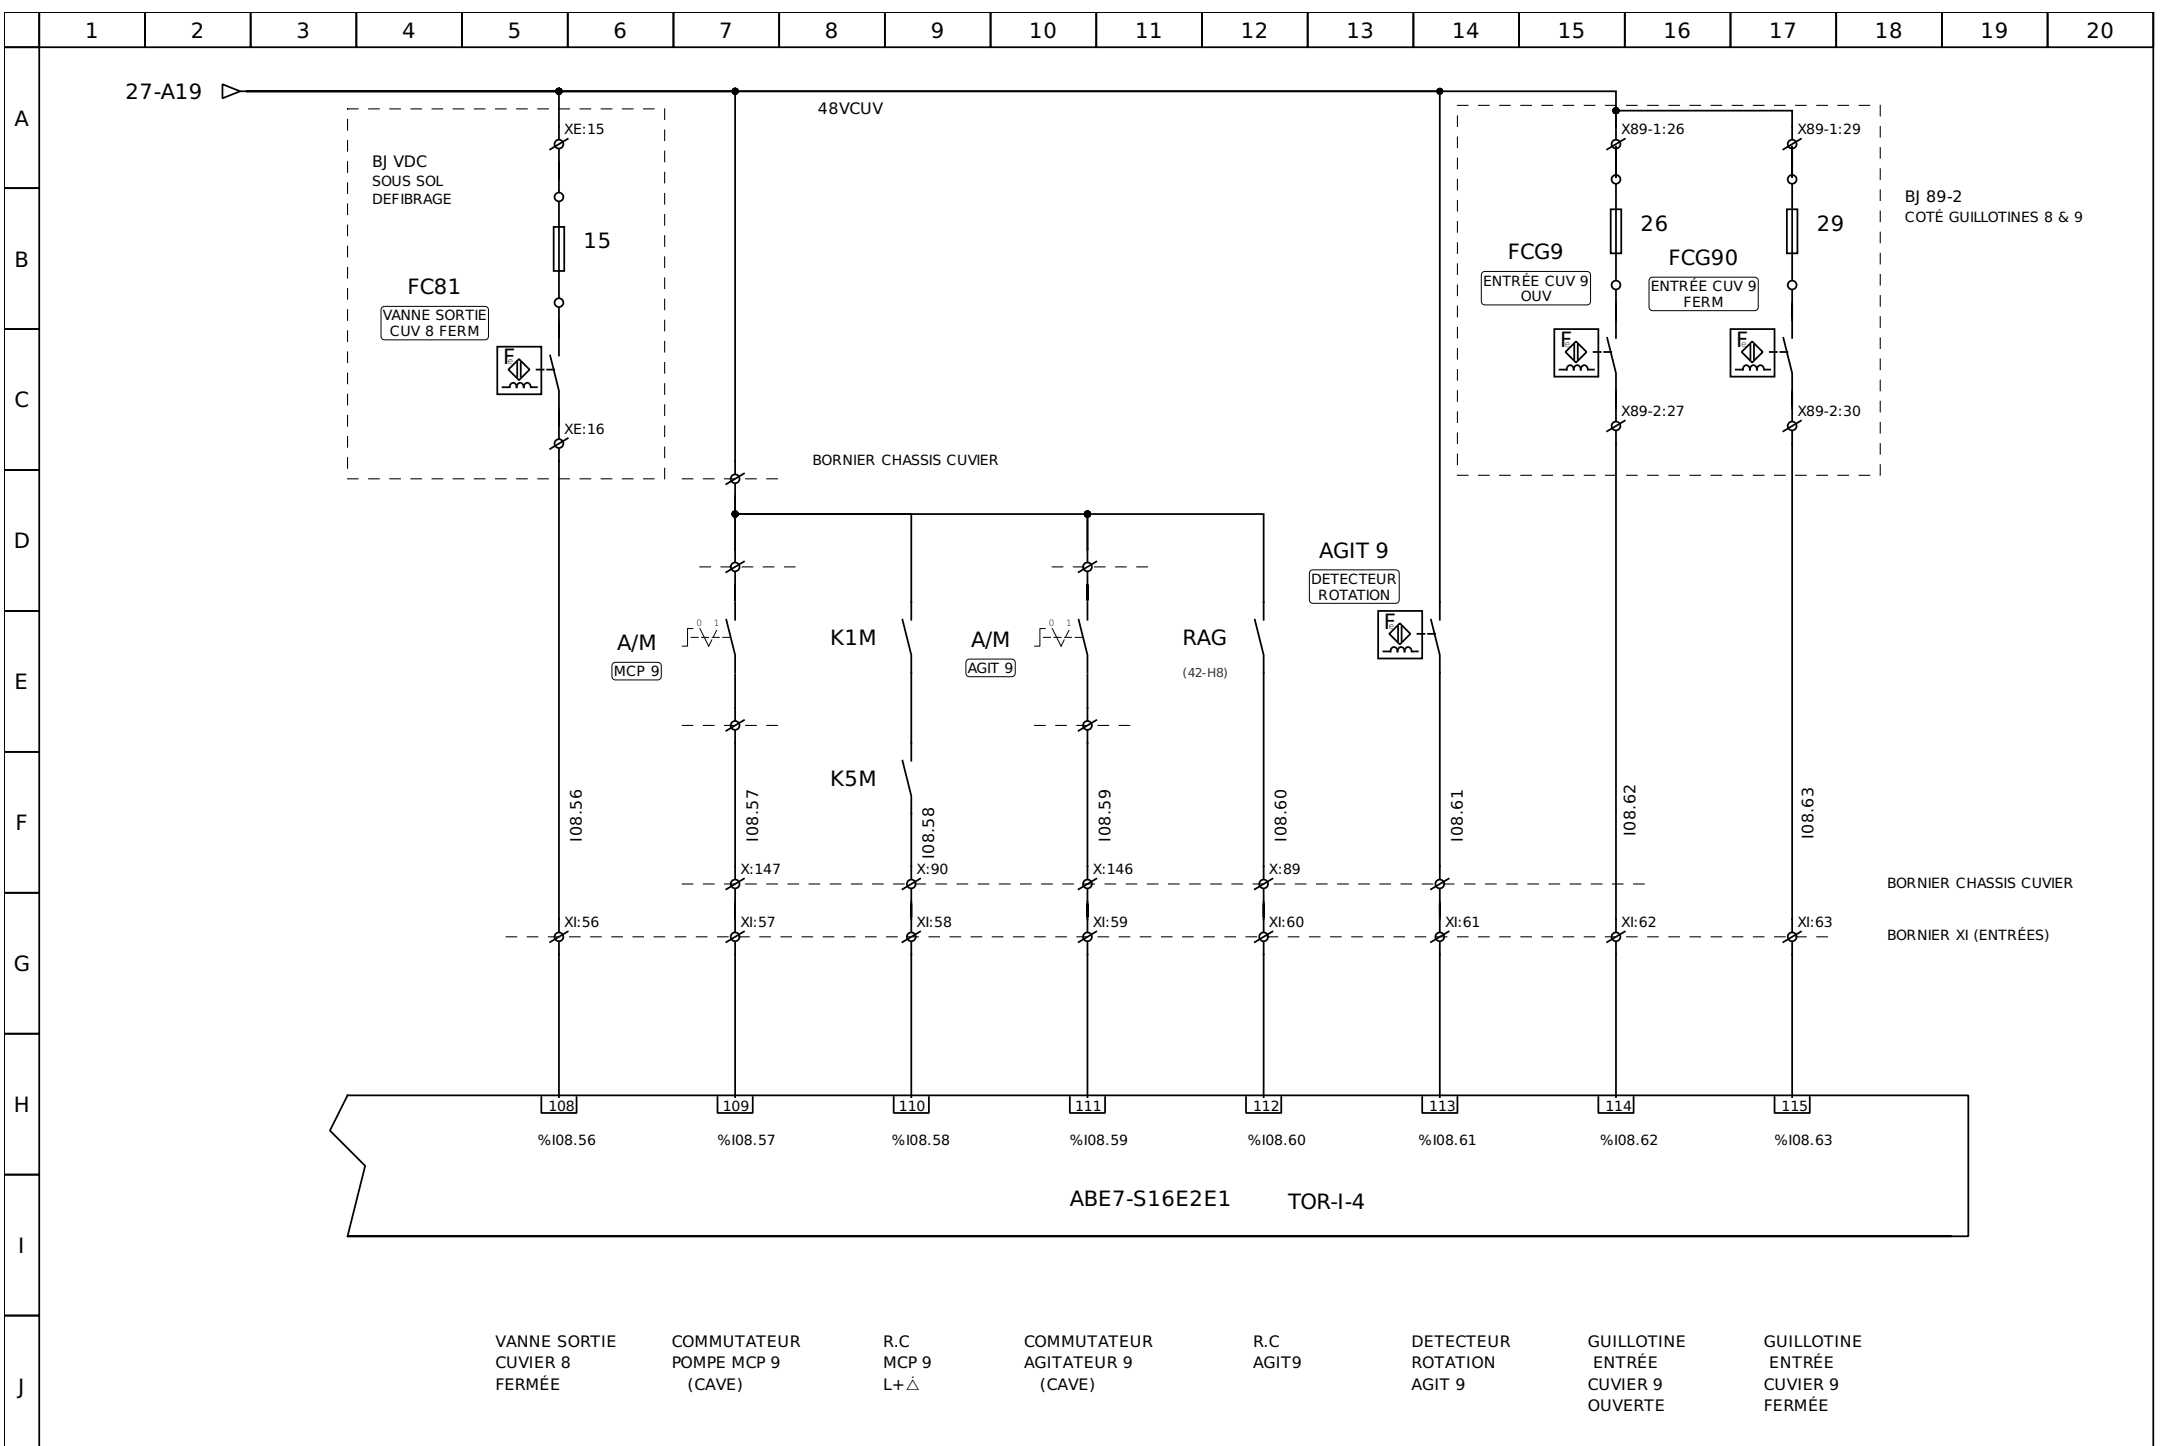 1 2 3 4 5 6 7 8 9 10 11 12 13 14 15 16 17 18 19 20
A
B
C
D
E
F
G
H
I
J
27-A19
48VCUV
XE:15
BJ VDC
SOUS SOL
DEFIBRAGE
15
FC81
VANNE SORTIE
CUV 8 FERM
F
XE:16
X89-1:26
X89-1:29
BJ 89-2
COTÉ GUILLOTINES 8 & 9
26
29
FCG9
ENTRÉE CUV 9
OUV
FCG90
ENTRÉE CUV 9
FERM
F
F
X89-2:27
X89-2:30
BORNIER CHASSIS CUVIER
AGIT 9
DETECTEUR
ROTATION
F
A/M
MCP 9
0 1
K1M
A/M
AGIT 9
0 1
RAG
(42-H8)
K5M
I08.56
I08.57
I08.58
I08.59
I08.60
I08.61
I08.62
I08.63
X:147
X:90
X:146
X:89
BORNIER CHASSIS CUVIER
XI:56
XI:57
XI:58
XI:59
XI:60
XI:61
XI:62
XI:63
BORNIER XI (ENTRÉES)
108
109
110
111
112
113
114
115
%I08.56
%I08.57
%I08.58
%I08.59
%I08.60
%I08.61
%I08.62
%I08.63
ABE7-S16E2E1 TOR-I-4
VANNE SORTIE
CUVIER 8
FERMÉE
COMMUTATEUR
POMPE MCP 9
(CAVE)
R.C
MCP 9
L+△
COMMUTATEUR
AGITATEUR 9
(CAVE)
R.C
AGIT9
DETECTEUR
ROTATION
AGIT 9
GUILLOTINE
ENTRÉE
CUVIER 9
OUVERTE
GUILLOTINE
ENTRÉE
CUVIER 9
FERMÉE